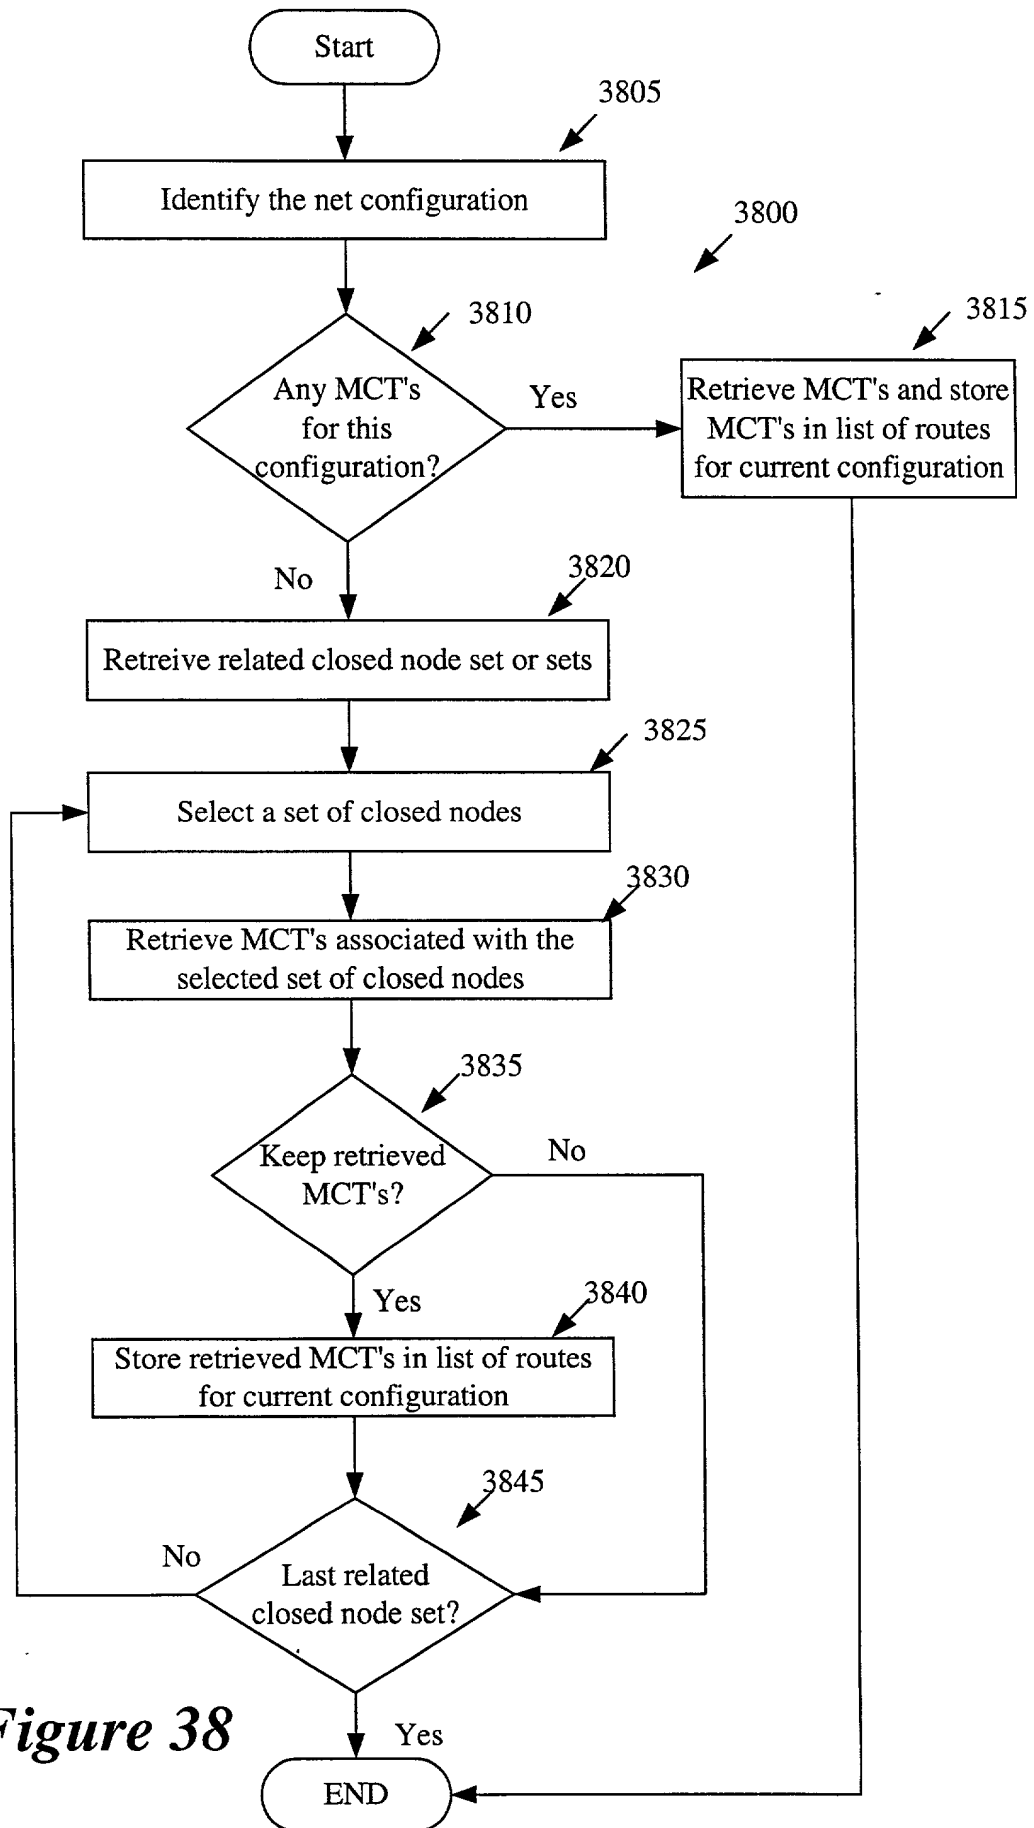 Start
3805
Identify the net configuration
3800
3810
3815
Any MCT's
for this
configuration?
Yes
Retrieve MCT's and store
MCT's in list of routes
for current configuration
No
3820
Retreive related closed node set or sets
3825
Select a set of closed nodes
3830
Retrieve MCT's associated with the
selected set of closed nodes
3835
Keep retrieved
MCT's?
No
Yes
3840
Store retrieved MCT's in list of routes
for current configuration
3845
No
Last related
closed node set?
Figure 38
Yes
END